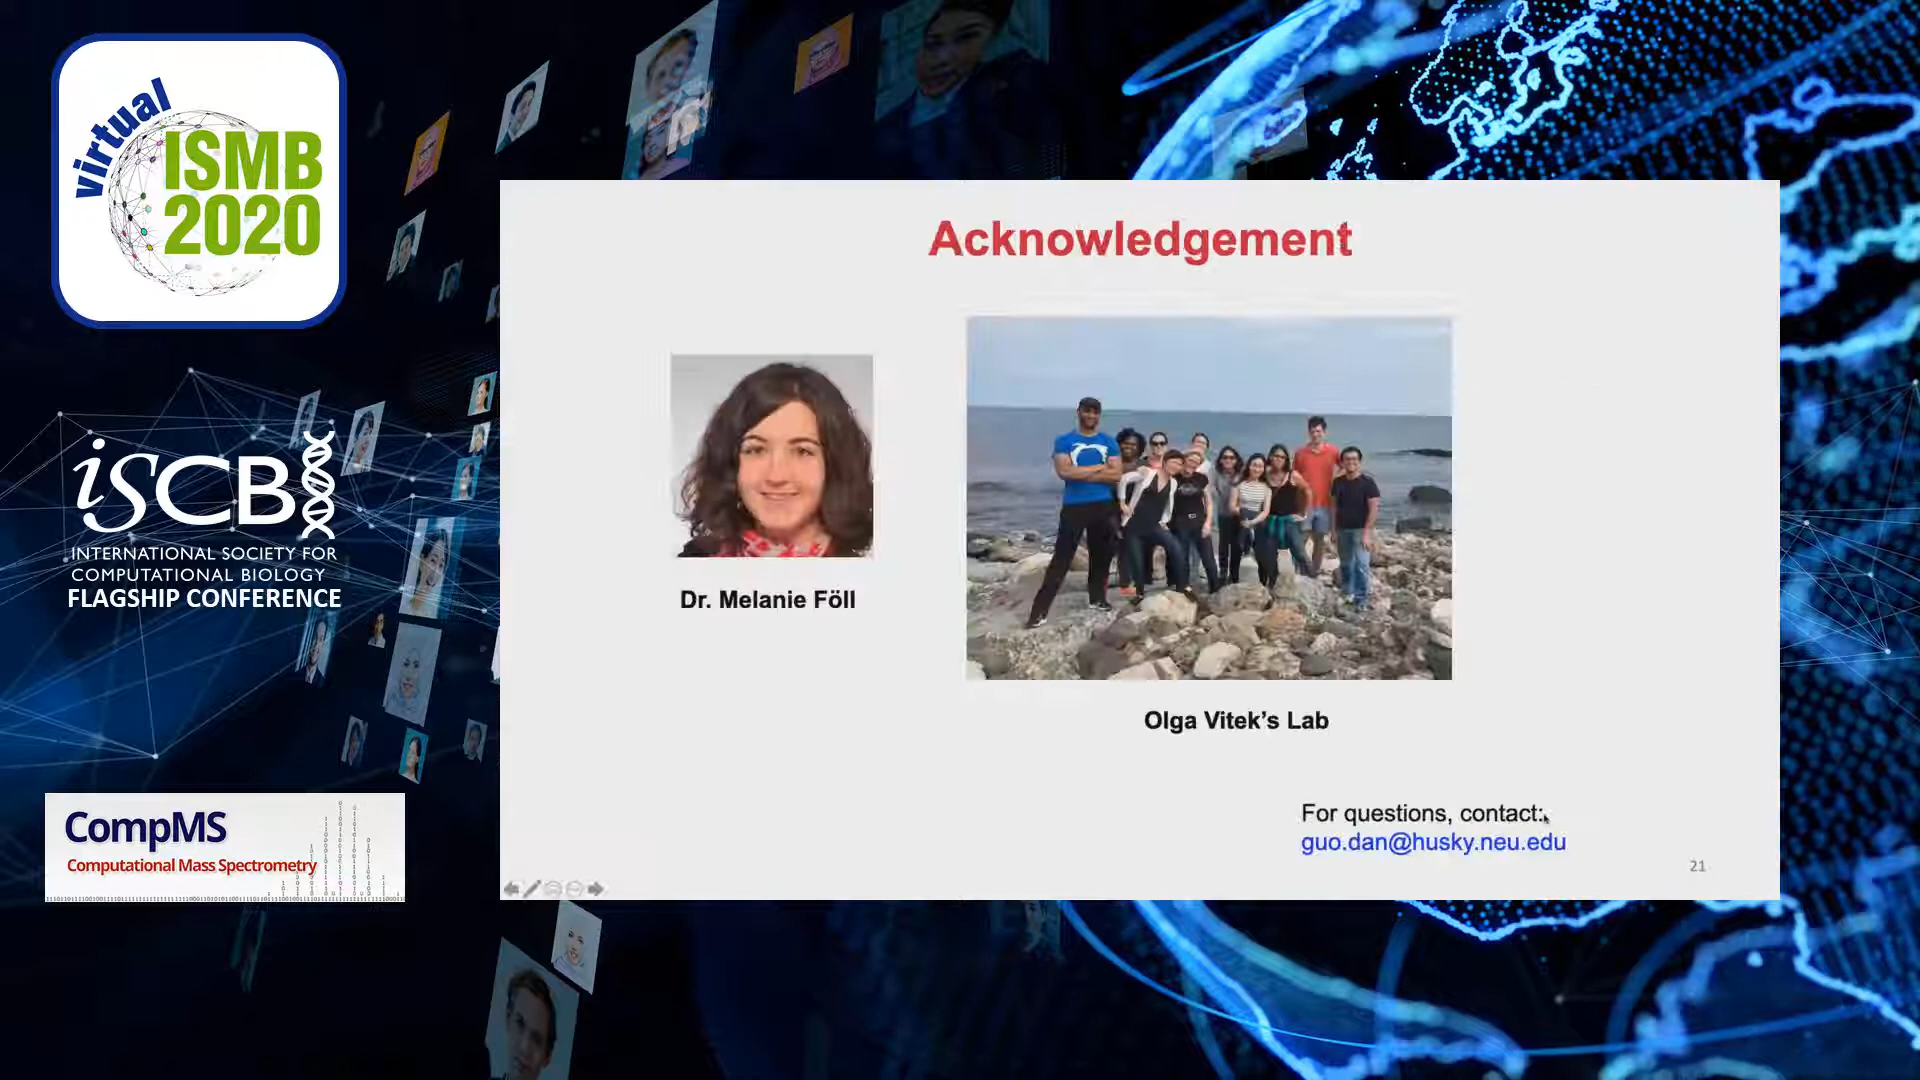 virtual
ISMB
2020
iSCB
INTERNATIONAL SOCIETY FOR
COMPUTATIONAL BIOLOGY
FLAGSHIP CONFERENCE
CompMS
Computational Mass Spectrometry
Acknowledgement
Dr. Melanie Föll
Olga Vitek’s Lab
For questions, contact:
guo.dan@husky.neu.edu
21